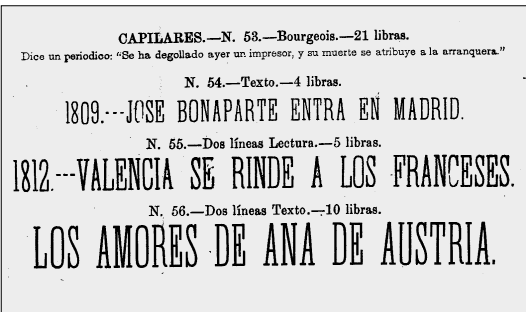 CAPILARES.—N. 53.—Bourgeois.—21 libras.
Dice un periodico: "Se ha degollado ayer un impresor, y su muerte se atribuye a la arranquera."
N. 54.—Texto.—4 libras.
1809.---JOSE BONAPARTE ENTRA EN MADRID.
N. 55.—Dos líneas Lectura.—5 libras.
1812.---VALENCIA SE RINDE A LOS FRANCESES.
N. 56.—Dos líneas Texto.—10 libras.
LOS AMORES DE ANA DE AUSTRIA.